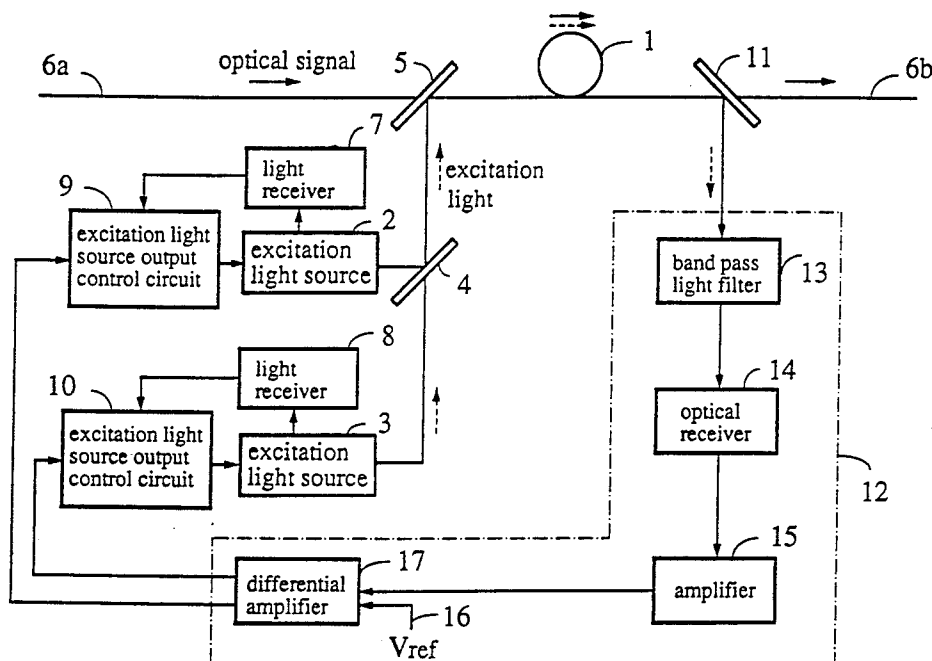 1
11
6a
optical signal
5
6b
7
light
receiver
excitation
light
9
2
excitation light
source output
control circuit
excitation
light source
4
band pass
light filter
13
8
light
receiver
10
3
14
excitation light
source output
control circuit
excitation
light source
optical
receiver
12
17
15
differential
amplifier
amplifier
16
Vref